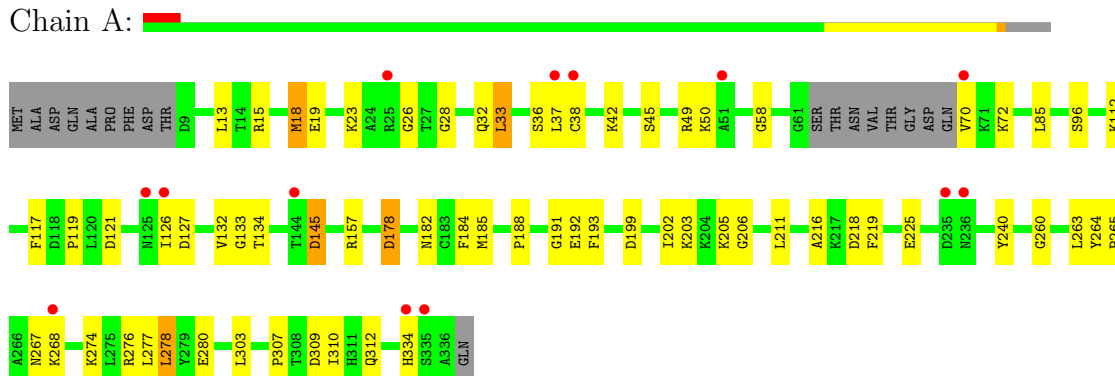 Chain A:
MET ALA ASP GLN ALA PRO PHE ASP THR D9 L13 T14 R15 M18 E19 K23 A24 R25 G26 T27 G28 Q32 L33 S36 L37 C38 K42 S45 R49 K50 A51 G58 G61 SER THR ASN VAL THR GLY ASP GLN V70 K71 K72 L85 S96
F117 D118 P119 L120 D121 N125 I126 D127 V132 G133 T134 T144 D145 R157 D178 N182 C183 F184 M185 P188 G191 E192 F193 D199 I202 K203 K204 K205 G206 L211 A216 K217 D218 F219 E225 D235 N236 Y240 G260 L263 Y264
A266 N267 K268 K274 L275 R276 L277 L278 Y279 E280 L303 P307 T308 D309 I310 H311 Q312 H334 S335 A336 GLN